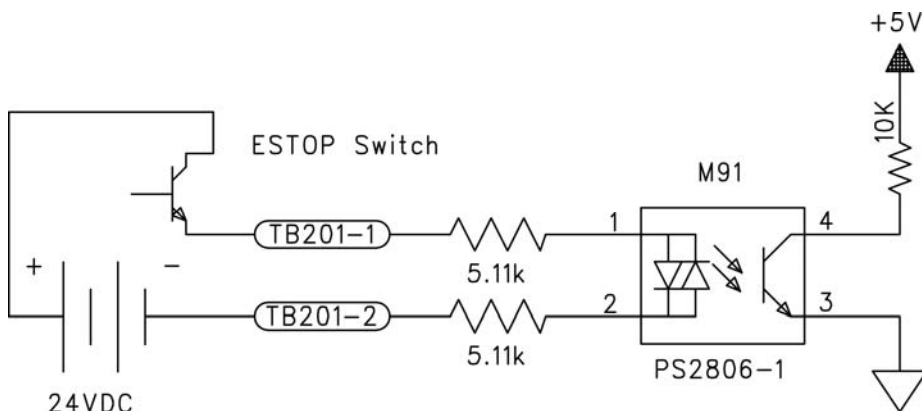 +5V
10K
ESTOP Switch
M91
TB201-1
5.11k
1
4
+ -
TB201-2
5.11k
2
3
PS2806-1
24VDC